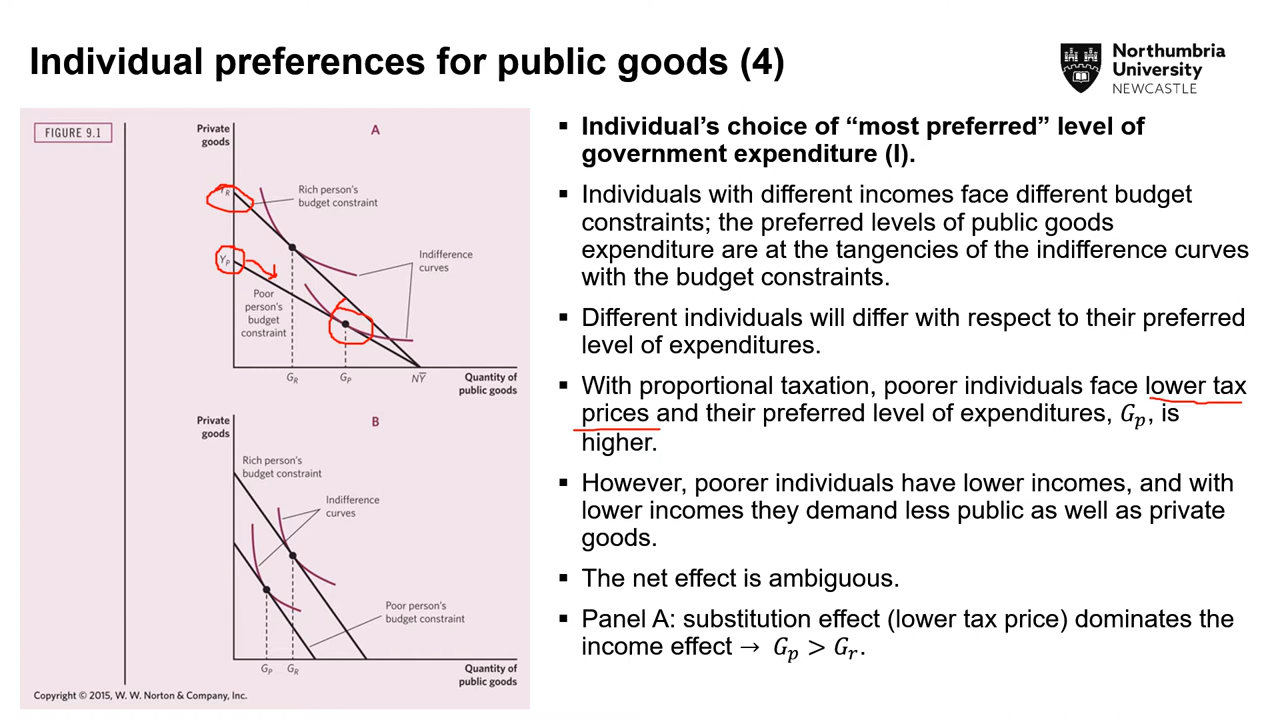 Individual preferences for public goods (4)
Northumbria
University
NEWCASTLE
FIGURE 9.1
Private
goods
A
Y_R
Rich person's
budget constraint
Indifference
curves
Y_P
Poor
person's
budget
constraint
G_R
G_P
NȲ
Quantity of
public goods
Private
goods
B
Rich person's
budget constraint
Indifference
curves
Poor person's
budget constraint
G_P
G_R
Quantity of
public goods
Copyright © 2015, W. W. Norton & Company, Inc.
▪ Individual's choice of “most preferred” level of
government expenditure (I).
▪ Individuals with different incomes face different budget
constraints; the preferred levels of public goods
expenditure are at the tangencies of the indifference curves
with the budget constraints.
▪ Different individuals will differ with respect to their preferred
level of expenditures.
▪ With proportional taxation, poorer individuals face lower tax
prices and their preferred level of expenditures, G_p, is
higher.
▪ However, poorer individuals have lower incomes, and with
lower incomes they demand less public as well as private
goods.
▪ The net effect is ambiguous.
▪ Panel A: substitution effect (lower tax price) dominates the
income effect → G_p > G_r.